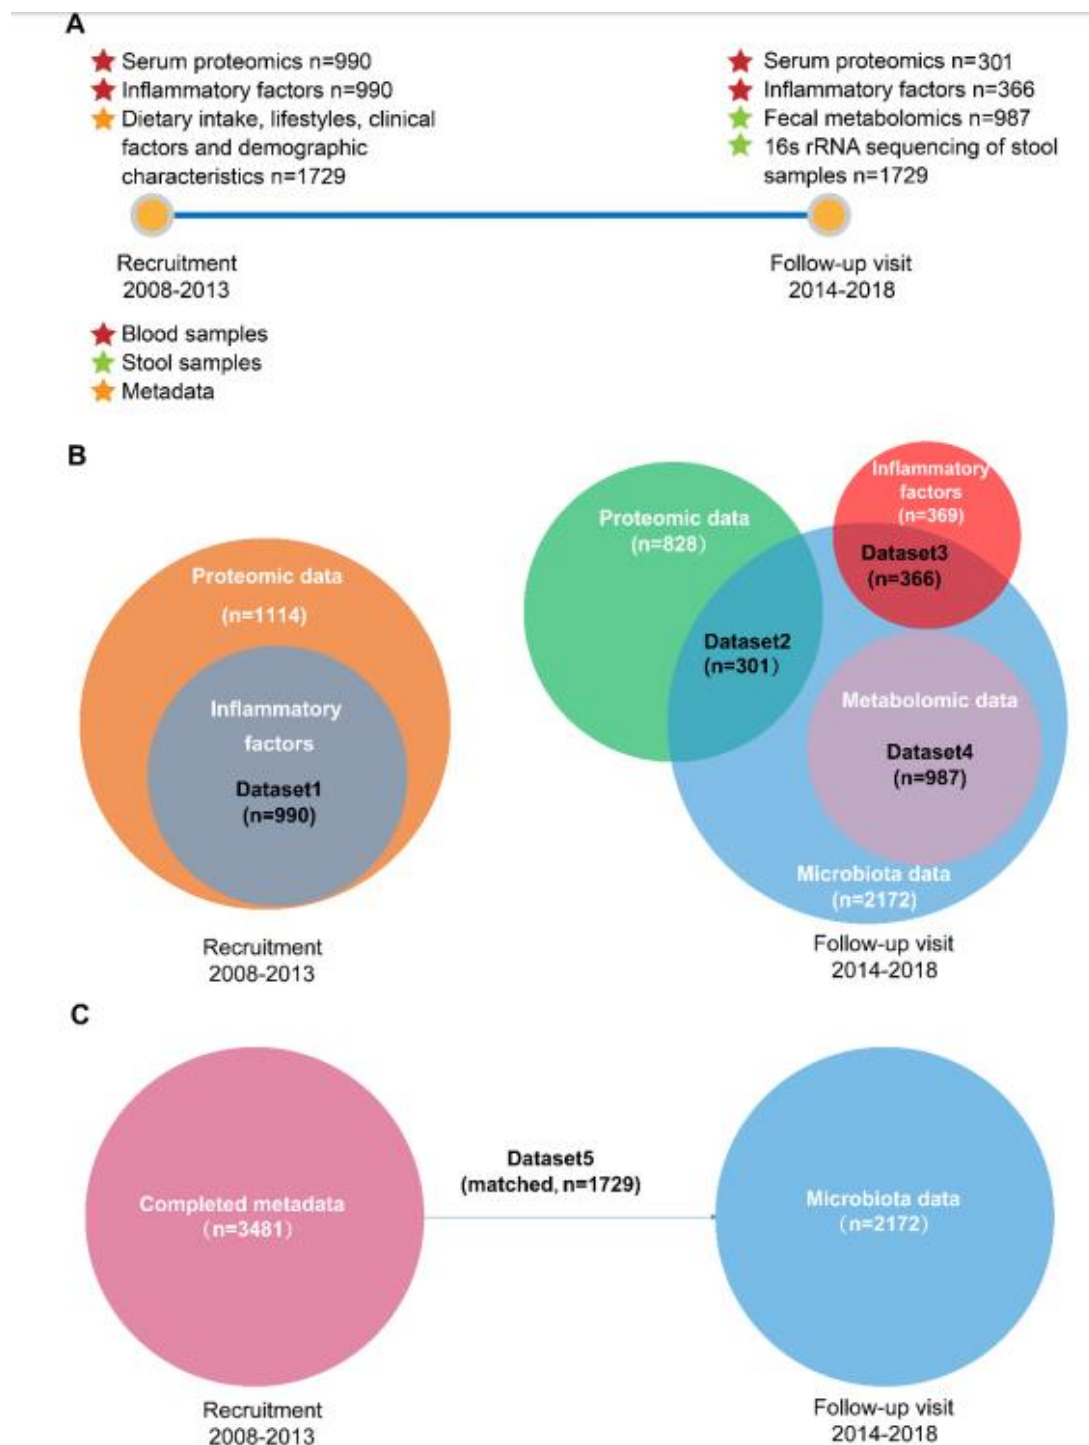 A
Serum proteomics n=990
Inflammatory factors n=990
Dietary intake, lifestyles, clinical
factors and demographic
characteristics n=1729
Serum proteomics n=301
Inflammatory factors n=366
Fecal metabolomics n=987
16s rRNA sequencing of stool
samples n=1729
Recruitment
2008-2013
Follow-up visit
2014-2018
Blood samples
Stool samples
Metadata
B
Proteomic data
(n=1114)
Inflammatory
factors
Dataset1
(n=990)
Recruitment
2008-2013
Proteomic data
(n=828）
Inflammatory
factors
(n=369)
Dataset3
(n=366)
Dataset2
(n=301）
Metabolomic data
Dataset4
(n=987)
Microbiota data
(n=2172)
Follow-up visit
2014-2018
C
Completed metadata
（n=3481）
Dataset5
(matched, n=1729)
Microbiota data
（n=2172）
Recruitment
2008-2013
Follow-up visit
2014-2018